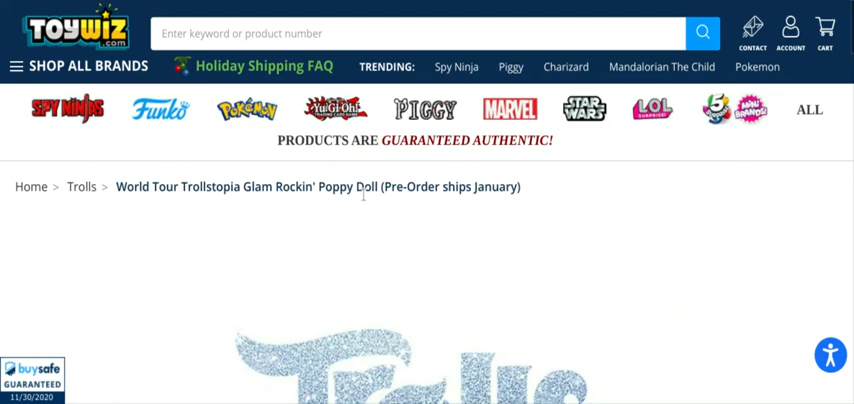 TOYWIZ
.com
Enter keyword or product number
CONTACT ACCOUNT CART
SHOP ALL BRANDS Holiday Shipping FAQ TRENDING: Spy Ninja Piggy Charizard Mandalorian The Child Pokemon
SPY NINJAS Funko POKéMON Yu-Gi-Oh! PIGGY MARVEL STAR WARS L.O.L. SURPRISE! 5 MINI BRANDS ALL
PRODUCTS ARE GUARANTEED AUTHENTIC!
Home > Trolls > World Tour Trollstopia Glam Rockin' Poppy Doll (Pre-Order ships January)
Trolls
buySafe
GUARANTEED
11/30/2020